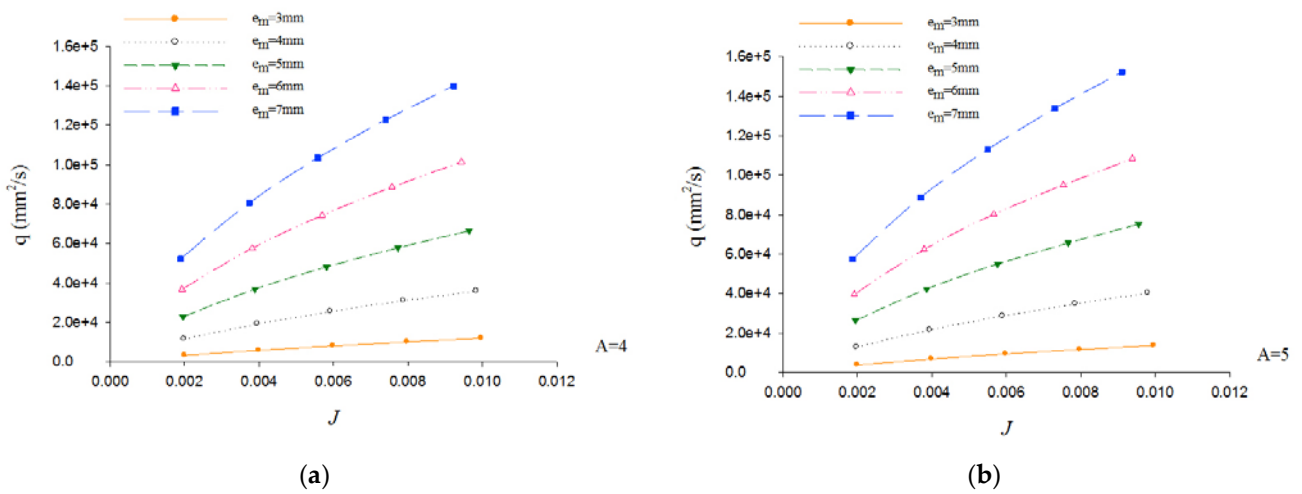 e_m=3mm
e_m=4mm
e_m=5mm
e_m=6mm
e_m=7mm
q (mm²/s)
1.6e+5
1.4e+5
1.2e+5
1.0e+5
8.0e+4
6.0e+4
4.0e+4
2.0e+4
0.0
0.000 0.002 0.004 0.006 0.008 0.010 0.012
J
A=4
(a)
e_m=3mm
e_m=4mm
e_m=5mm
e_m=6mm
e_m=7mm
q (mm²/s)
1.6e+5
1.6e+5
1.4e+5
1.2e+5
1.0e+5
8.0e+4
6.0e+4
4.0e+4
2.0e+4
0.0
0.000 0.002 0.004 0.006 0.008 0.010 0.012
J
A=5
(b)